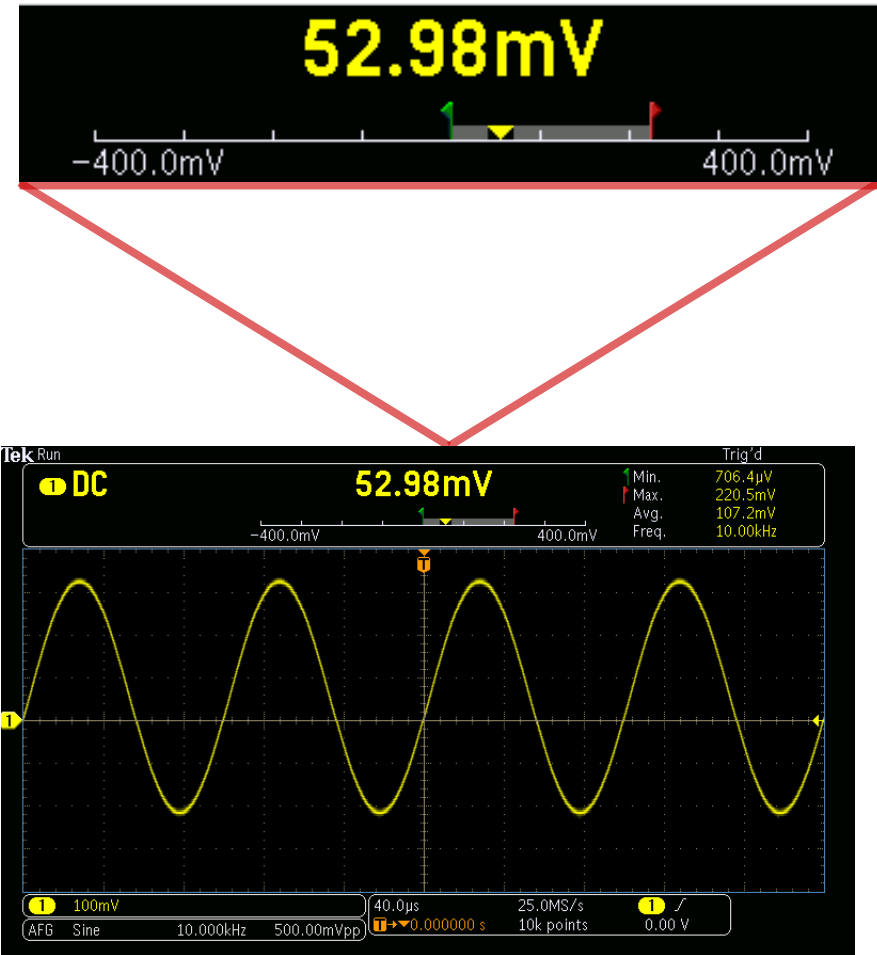 52.98mV
−400.0mV 400.0mV
Tek Run Trig'd
1 DC 52.98mV Min. 706.4µV
Max. 220.5mV
Avg. 107.2mV
−400.0mV 400.0mV Freq. 10.00kHz
T
1
1 100mV 40.0µs 25.0MS/s 1
AFG Sine 10.000kHz 500.00mVpp T→▼0.000000 s 10k points 0.00 V